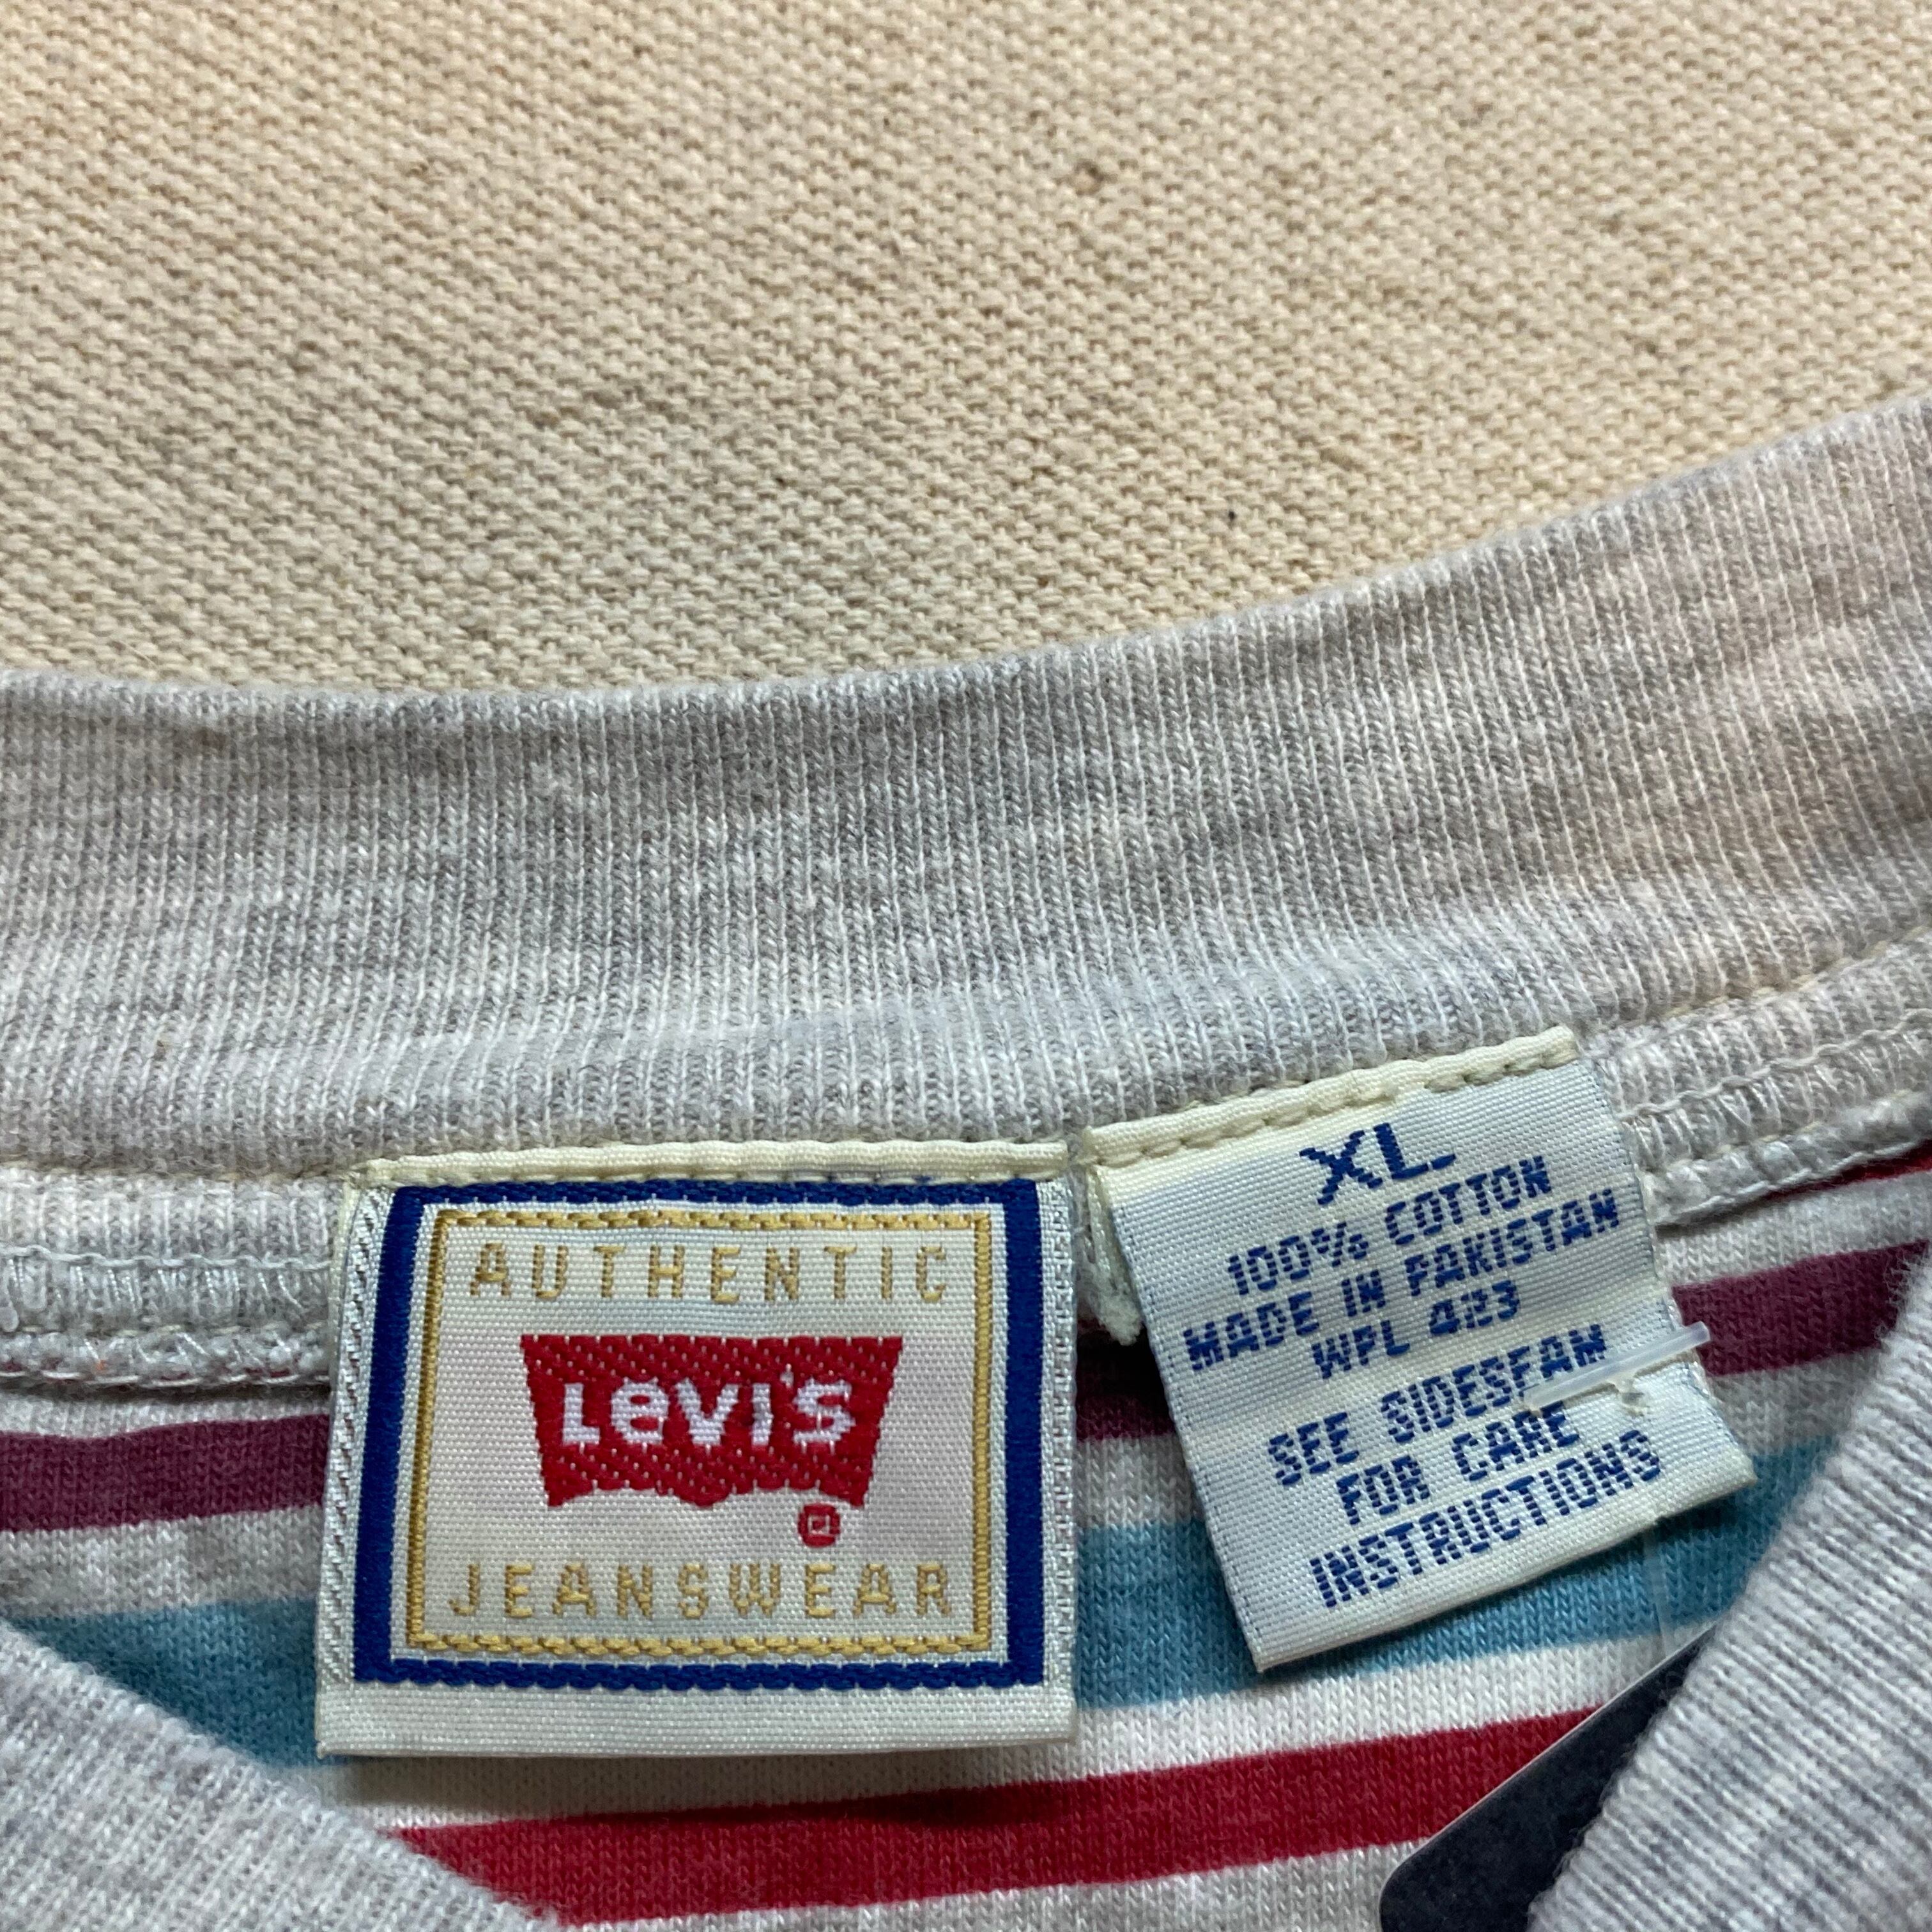 AUTHENTIC
LEVI'S
®
JEANSWEAR
XL
100% COTTON
MADE IN PAKISTAN
WPL 423
SEE SIDESEAM
FOR CARE
INSTRUCTIONS